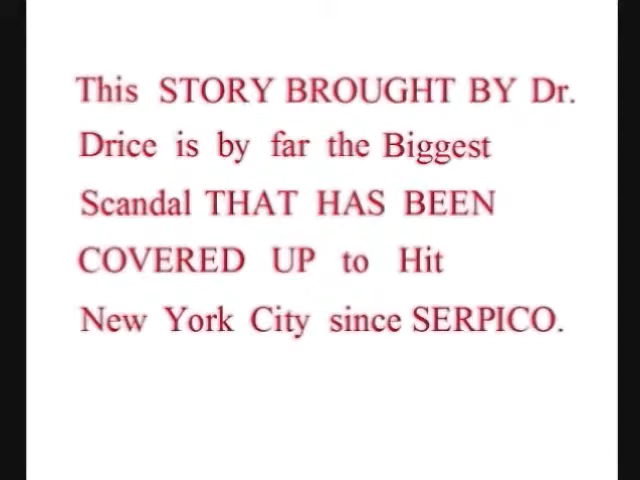 This STORY BROUGHT BY Dr.
Drice is by far the Biggest
Scandal THAT HAS BEEN
COVERED UP to Hit
New York City since SERPICO.